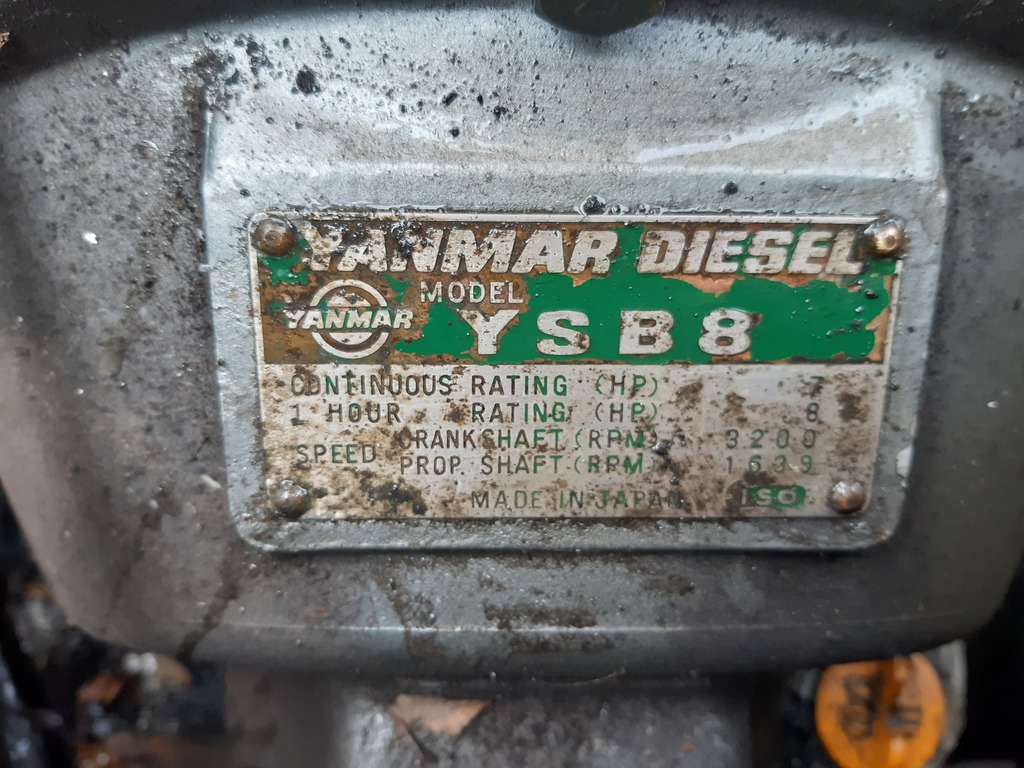 YANMAR DIESEL
MODEL
YANMAR
YSB8
CONTINUOUS RATING (HP) 7
1 HOUR RATING (HP) 8
SPEED CRANKSHAFT (RPM) 3200
PROP. SHAFT (RPM) 1639
MADE IN JAPAN ISO